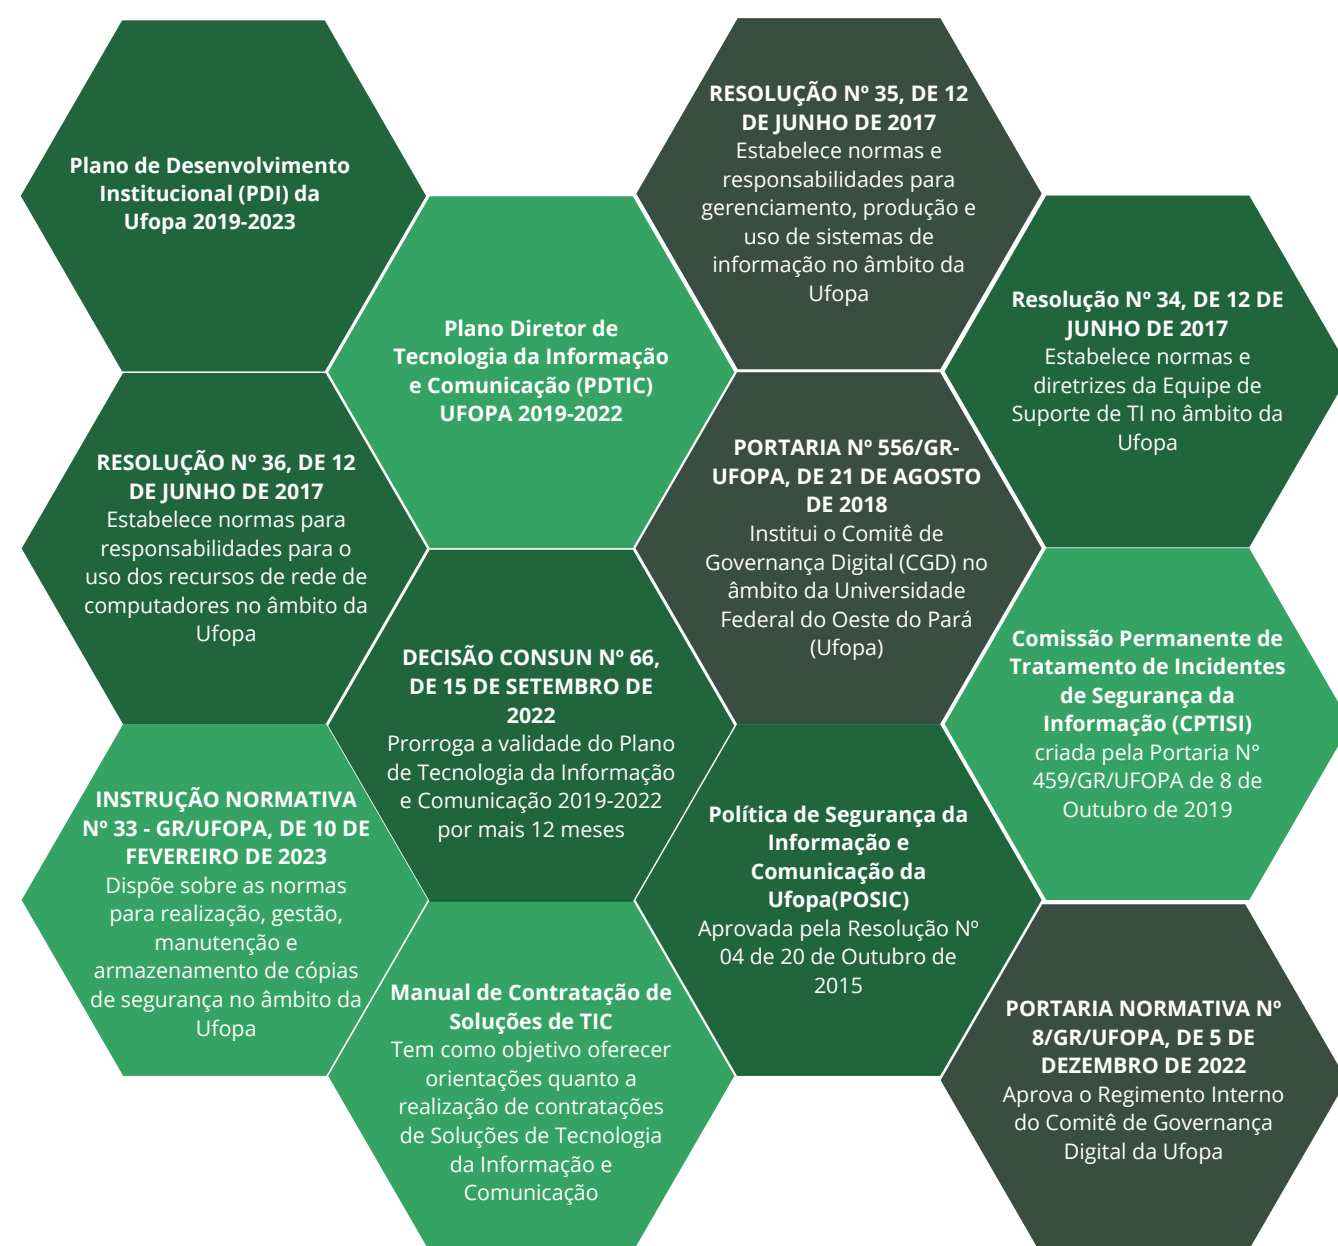 Plano de Desenvolvimento
Institucional (PDI) da
Ufopa 2019-2023
RESOLUÇÃO Nº 35, DE 12
DE JUNHO DE 2017
Estabelece normas e
responsabilidades para
gerenciamento, produção e
uso de sistemas de
informação no âmbito da
Ufopa
Plano Diretor de
Tecnologia da Informação
e Comunicação (PDTIC)
UFOPA 2019-2022
Resolução Nº 34, DE 12 DE
JUNHO DE 2017
Estabelece normas e
diretrizes da Equipe de
Suporte de TI no âmbito da
Ufopa
RESOLUÇÃO Nº 36, DE 12
DE JUNHO DE 2017
Estabelece normas para
responsabilidades para o
uso dos recursos de rede de
computadores no âmbito da
Ufopa
PORTARIA Nº 556/GR-
UFOPA, DE 21 DE AGOSTO
DE 2018
Institui o Comitê de
Governança Digital (CGD) no
âmbito da Universidade
Federal do Oeste do Pará
(Ufopa)
DECISÃO CONSUN Nº 66,
DE 15 DE SETEMBRO DE
2022
Prorroga a validade do Plano
de Tecnologia da Informação
e Comunicação 2019-2022
por mais 12 meses
Comissão Permanente de
Tratamento de Incidentes
de Segurança da
Informação (CPTISI)
criada pela Portaria N°
459/GR/UFOPA de 8 de
Outubro de 2019
INSTRUÇÃO NORMATIVA
Nº 33 - GR/UFOPA, DE 10 DE
FEVEREIRO DE 2023
Dispõe sobre as normas
para realização, gestão,
manutenção e
armazenamento de cópias
de segurança no âmbito da
Ufopa
Política de Segurança da
Informação e
Comunicação da
Ufopa(POSIC)
Aprovada pela Resolução Nº
04 de 20 de Outubro de
2015
Manual de Contratação de
Soluções de TIC
Tem como objetivo oferecer
orientações quanto a
realização de contratações
de Soluções de Tecnologia
da Informação e
Comunicação
PORTARIA NORMATIVA Nº
8/GR/UFOPA, DE 5 DE
DEZEMBRO DE 2022
Aprova o Regimento Interno
do Comitê de Governança
Digital da Ufopa